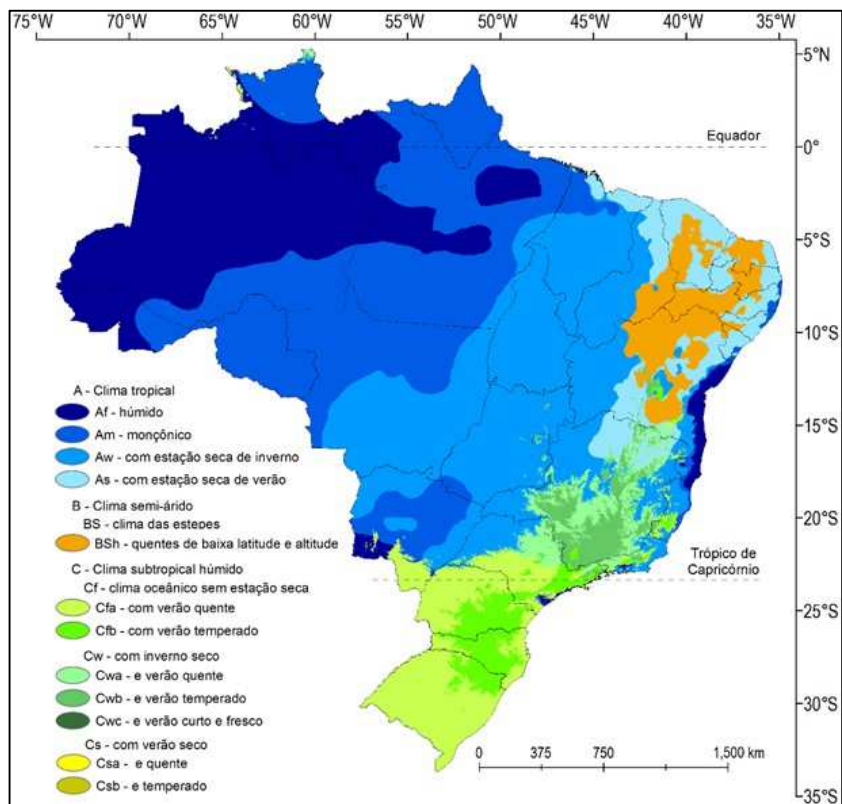 75°W 70°W 65°W 60°W 55°W 50°W 45°W 40°W 35°W
5°N
Equador
0°
5°S
10°S
15°S
20°S
Trópico de
Capricórnio
25°S
30°S
35°S
A - Clima tropical
Af - húmido
Am - monçônico
Aw - com estação seca de inverno
As - com estação seca de verão
B - Clima semi-árido
BS - clima das estepes
BSh - quentes de baixa latitude e altitude
C - Clima subtropical húmido
Cf - clima oceânico sem estação seca
Cfa - com verão quente
Cfb - com verão temperado
Cw - com inverno seco
Cwa - e verão quente
Cwb - e verão temperado
Cwc - e verão curto e fresco
Cs - com verão seco
Csa - e quente
Csb - e temperado
0 375 750 1,500 km